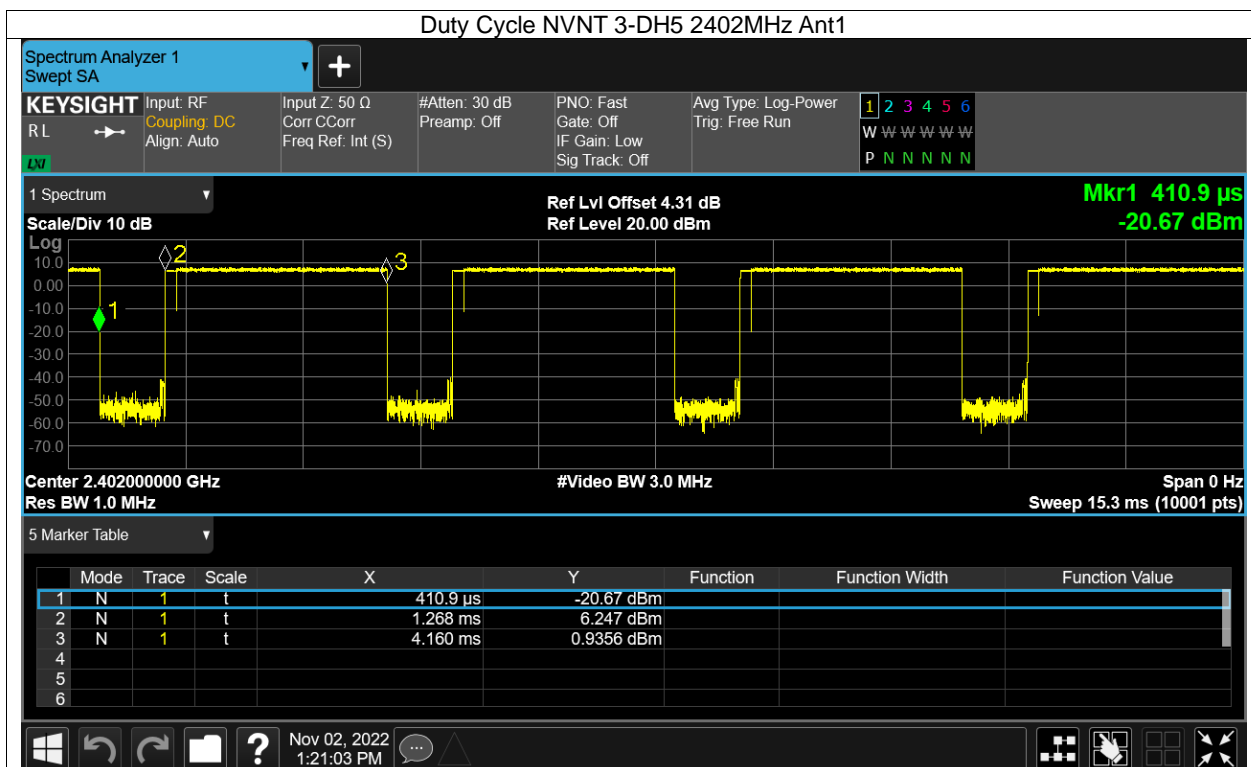 Duty Cycle NVNT 3-DH5 2402MHz Ant1
Spectrum Analyzer 1
Swept SA
+
KEYSIGHT
R L
LXI
Input: RF
Coupling: DC
Align: Auto
Input Z: 50 Ω
Corr CCorr
Freq Ref: Int (S)
#Atten: 30 dB
Preamp: Off
PNO: Fast
Gate: Off
IF Gain: Low
Sig Track: Off
Avg Type: Log-Power
Trig: Free Run
1 2 3 4 5 6
W W W W W W
P N N N N N
1 Spectrum
Scale/Div 10 dB
Ref Lvl Offset 4.31 dB
Ref Level 20.00 dBm
Mkr1 410.9 µs
-20.67 dBm
Log
10.0
0.00
-10.0
-20.0
-30.0
-40.0
-50.0
-60.0
-70.0
1
2
3
Center 2.402000000 GHz
Res BW 1.0 MHz
#Video BW 3.0 MHz
Span 0 Hz
Sweep 15.3 ms (10001 pts)
5 Marker Table
Mode Trace Scale X Y Function Function Width Function Value
1 N 1 t 410.9 µs -20.67 dBm
2 N 1 t 1.268 ms 6.247 dBm
3 N 1 t 4.160 ms 0.9356 dBm
4
5
6
?
Nov 02, 2022
1:21:03 PM